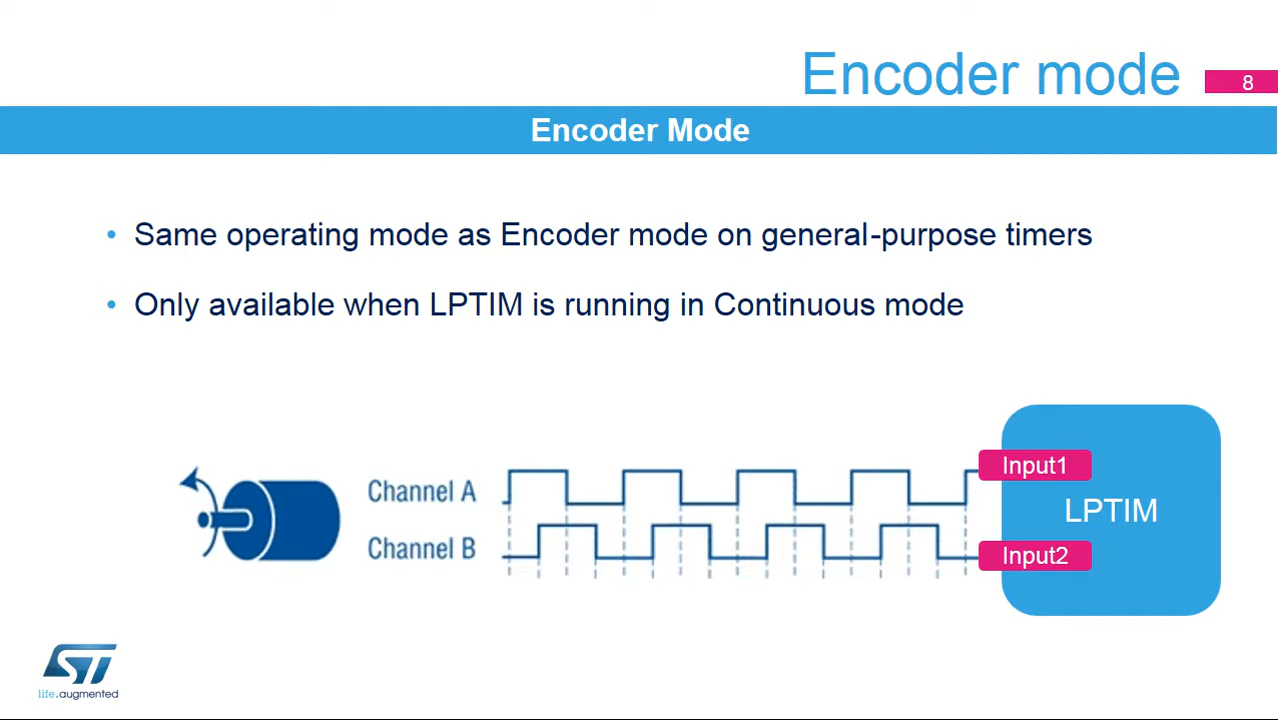 Encoder mode
8
Encoder Mode
• Same operating mode as Encoder mode on general-purpose timers
• Only available when LPTIM is running in Continuous mode
Channel A
Input1
LPTIM
Channel B
Input2
ST
life.augmented